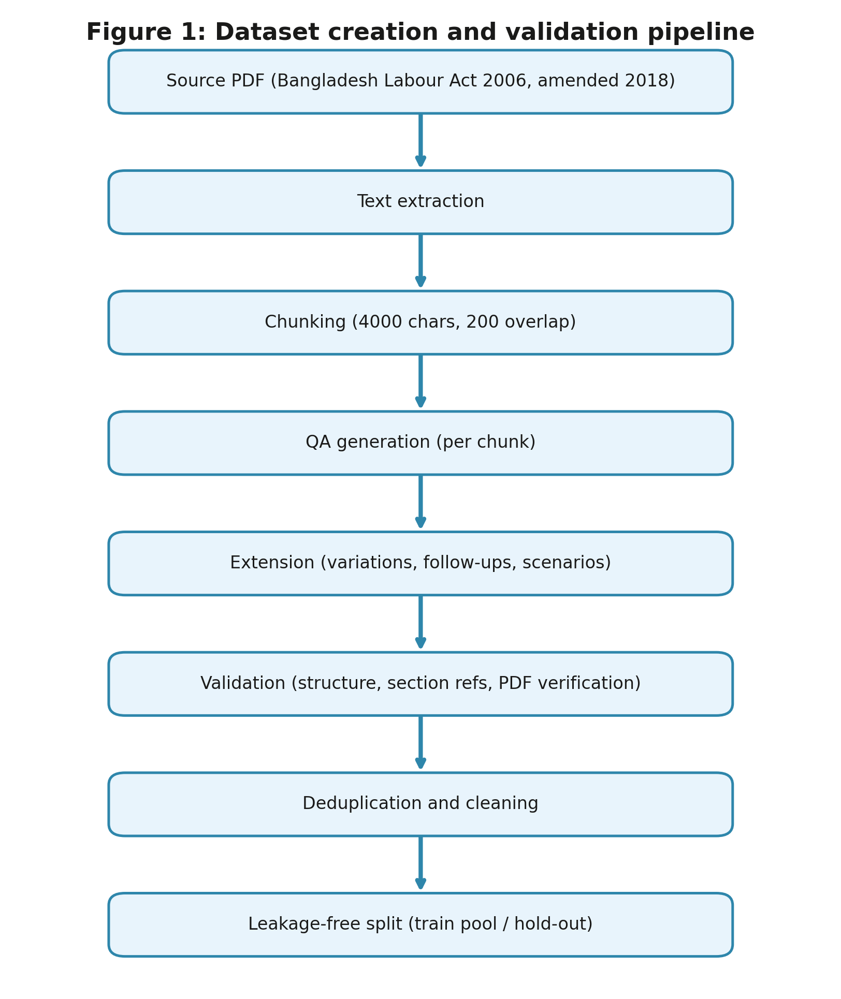 Figure 1: Dataset creation and validation pipeline
Source PDF (Bangladesh Labour Act 2006, amended 2018)
Text extraction
Chunking (4000 chars, 200 overlap)
QA generation (per chunk)
Extension (variations, follow-ups, scenarios)
Validation (structure, section refs, PDF verification)
Deduplication and cleaning
Leakage-free split (train pool / hold-out)